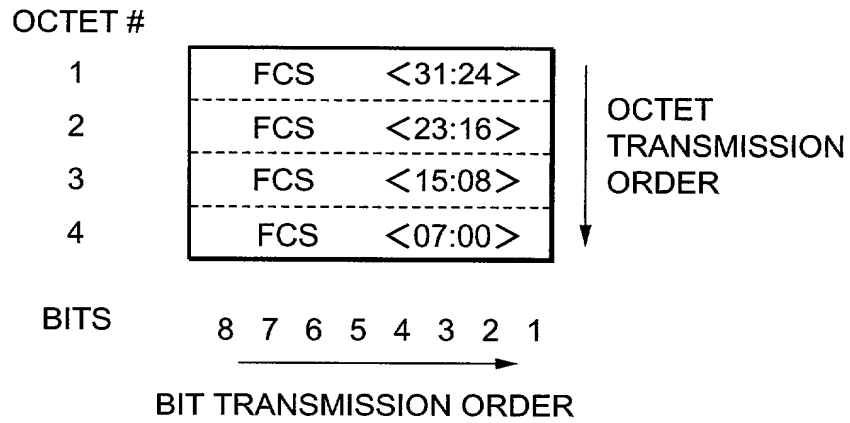 OCTET #
1 FCS <31:24>
2 FCS <23:16>
3 FCS <15:08>
4 FCS <07:00>
OCTET
TRANSMISSION
ORDER
BITS 8 7 6 5 4 3 2 1
BIT TRANSMISSION ORDER